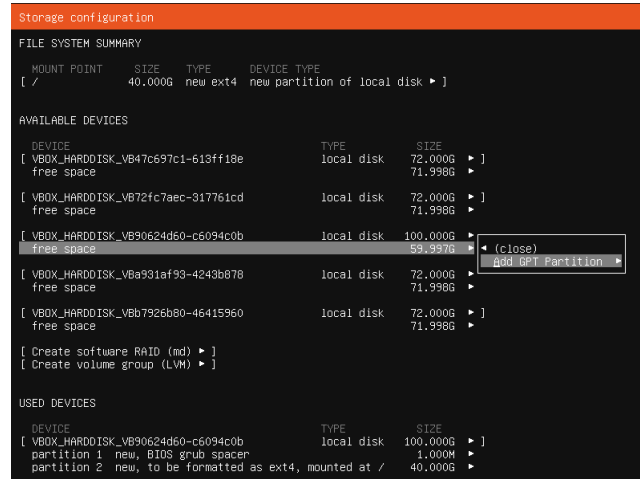 Storage configuration
FILE SYSTEM SUMMARY
MOUNT POINT SIZE TYPE DEVICE TYPE
[ / 40.000G new ext4 new partition of local disk ▸ ]
AVAILABLE DEVICES
DEVICE TYPE SIZE
[ VBOX_HARDDISK_VB47c697c1-613ff18e local disk 72.000G ▸ ]
free space 71.998G ▸
[ VBOX_HARDDISK_VB72fc7aec-317761cd local disk 72.000G ▸ ]
free space 71.998G ▸
[ VBOX_HARDDISK_VB90624d60-c6094c0b local disk 100.000G ▸
free space 59.997G ▸ ◂ (close)
Add GPT Partition ▸
[ VBOX_HARDDISK_VBa931af93-4243b878 local disk 72.000G ▸
free space 71.998G ▸
[ VBOX_HARDDISK_VBb7926b80-46415960 local disk 72.000G ▸ ]
free space 71.998G ▸
[ Create software RAID (md) ▸ ]
[ Create volume group (LVM) ▸ ]
USED DEVICES
DEVICE TYPE SIZE
[ VBOX_HARDDISK_VB90624d60-c6094c0b local disk 100.000G ▸ ]
partition 1 new, BIOS grub spacer 1.000M ▸
partition 2 new, to be formatted as ext4, mounted at / 40.000G ▸